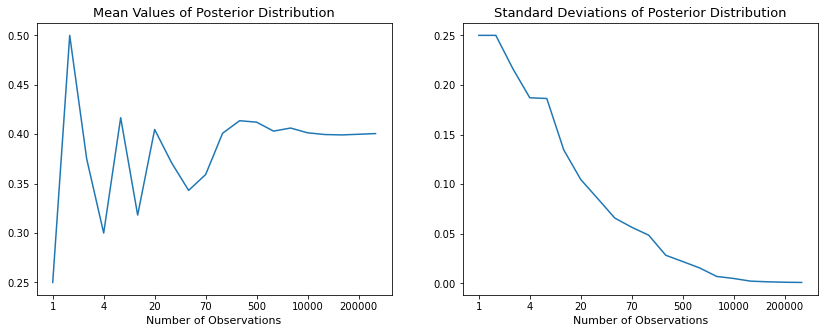 Mean Values of Posterior Distribution
0.50
0.45
0.40
0.35
0.30
0.25
1 4 20 70 500 10000 200000
Number of Observations
Standard Deviations of Posterior Distribution
0.25
0.20
0.15
0.10
0.05
0.00
1 4 20 70 500 10000 200000
Number of Observations